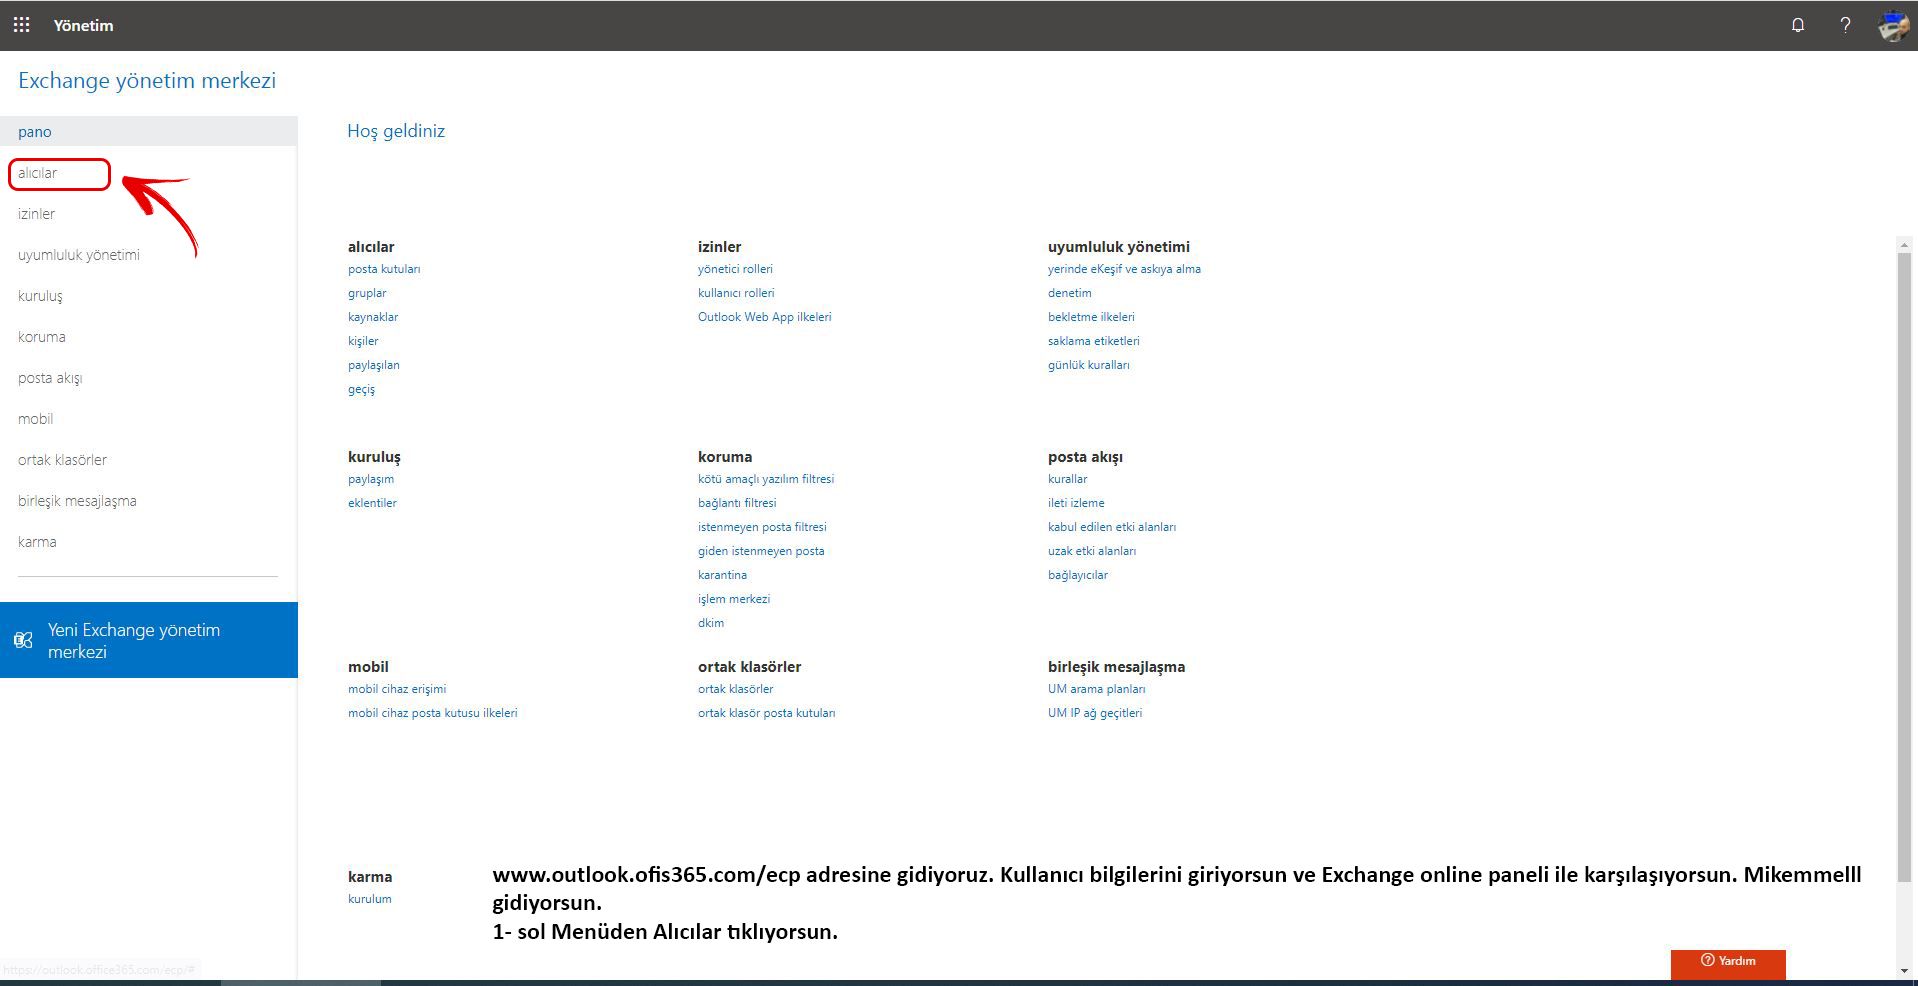 Yönetim
Exchange yönetim merkezi
pano
alıcılar
izinler
uyumluluk yönetimi
kuruluş
koruma
posta akışı
mobil
ortak klasörler
birleşik mesajlaşma
karma
Yeni Exchange yönetim
merkezi
Hoş geldiniz
alıcılar
posta kutuları
gruplar
kaynaklar
kişiler
paylaşılan
geçiş
izinler
yönetici rolleri
kullanıcı rolleri
Outlook Web App ilkeleri
uyumluluk yönetimi
yerinde eKeşif ve askıya alma
denetim
bekletme ilkeleri
saklama etiketleri
günlük kuralları
kuruluş
paylaşım
eklentiler
koruma
kötü amaçlı yazılım filtresi
bağlantı filtresi
istenmeyen posta filtresi
giden istenmeyen posta
karantina
işlem merkezi
dkim
posta akışı
kurallar
ileti izleme
kabul edilen etki alanları
uzak etki alanları
bağlayıcılar
mobil
mobil cihaz erişimi
mobil cihaz posta kutusu ilkeleri
ortak klasörler
ortak klasörler
ortak klasör posta kutuları
birleşik mesajlaşma
UM arama planları
UM IP ağ geçitleri
karma
kurulum
www.outlook.ofis365.com/ecp adresine gidiyoruz. Kullanıcı bilgilerini giriyorsun ve Exchange online paneli ile karşılaşıyorsun. Mikemmelll
gidiyorsun.
1- sol Menüden Alıcılar tıklıyorsun.
https://outlook.office365.com/ecp/#
? Yardım